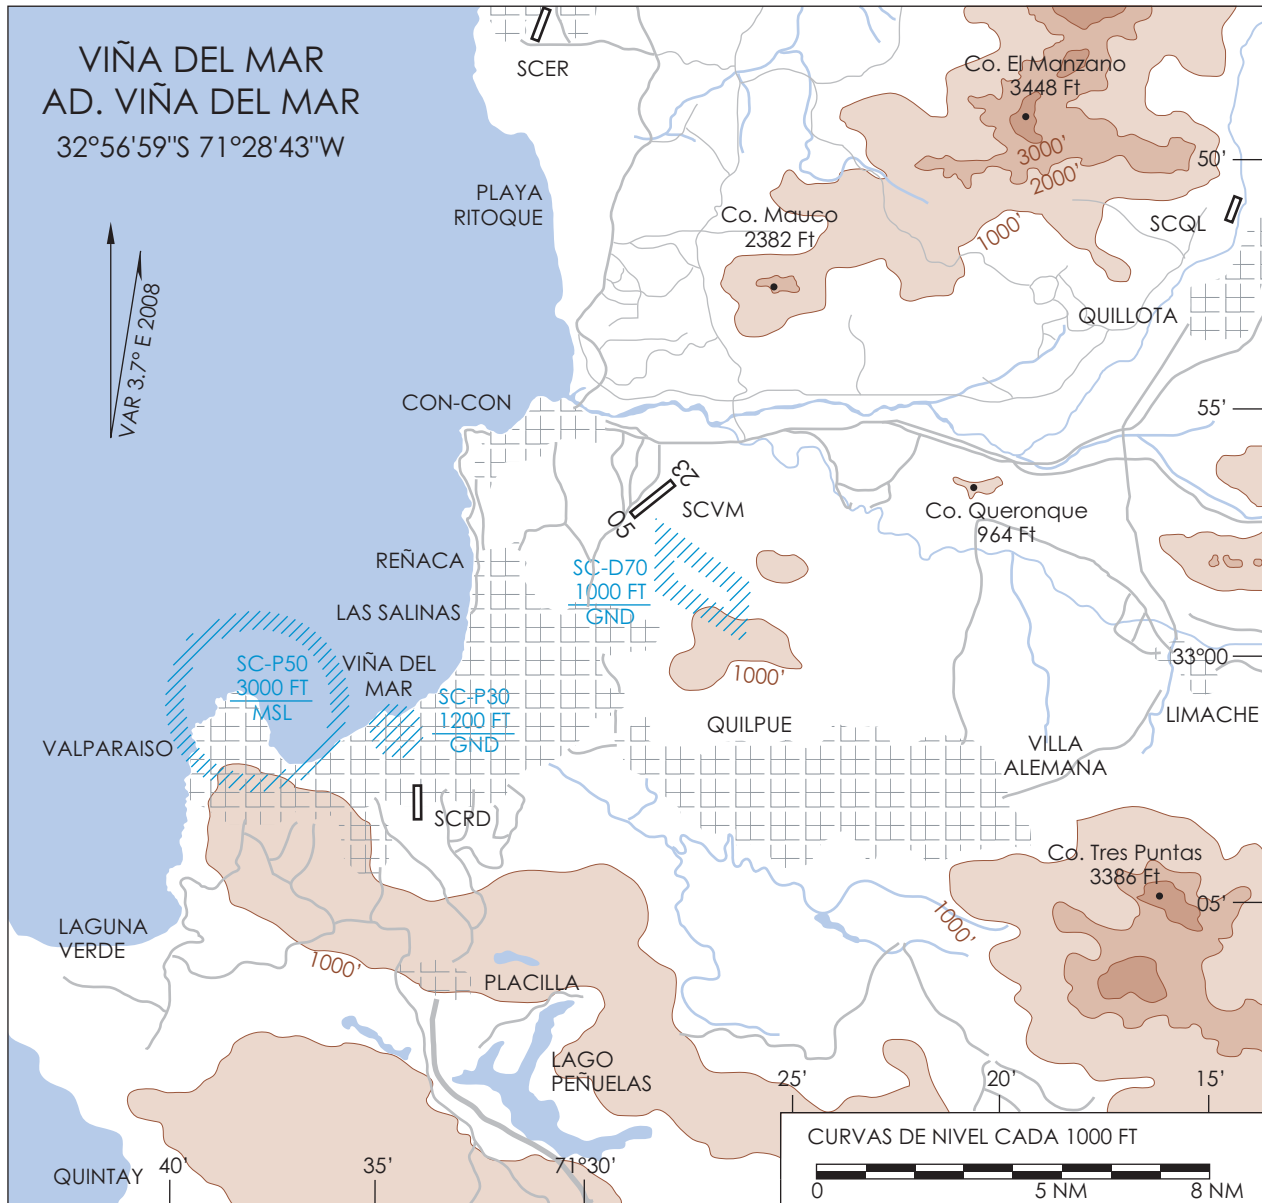 VIÑA DEL MAR
AD. VIÑA DEL MAR
32°56'59"S 71°28'43"W
SCER
Co. El Manzano
3448 Ft
3000'
2000'
1000'
50'
PLAYA
RITOQUE
Co. Mauco
2382 Ft
SCQL
VAR 3.7° E 2008
QUILLOTA
CON-CON
55'
23
05
SCVM
Co. Queronque
964 Ft
REÑACA
SC-D70
1000 FT
GND
LAS SALINAS
SC-P50
3000 FT
MSL
VIÑA DEL
MAR
SC-P30
1200 FT
GND
1000'
33°00'
LIMACHE
VALPARAISO
QUILPUE
VILLA
ALEMANA
SCRD
Co. Tres Puntas
3386 Ft
05'
1000'
LAGUNA
VERDE
1000'
PLACILLA
LAGO
PEÑUELAS
25'
20'
15'
QUINTAY
40'
35'
71°30'
CURVAS DE NIVEL CADA 1000 FT
0
5 NM
8 NM